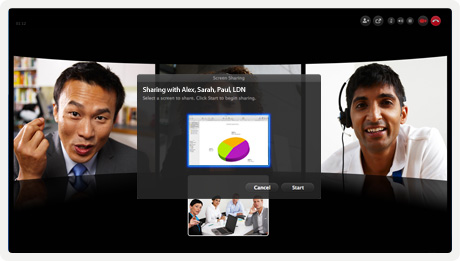 Screen Sharing
Sharing with Alex, Sarah, Paul, LDN
Select a screen to share. Click Start to begin sharing.
Cancel
Start